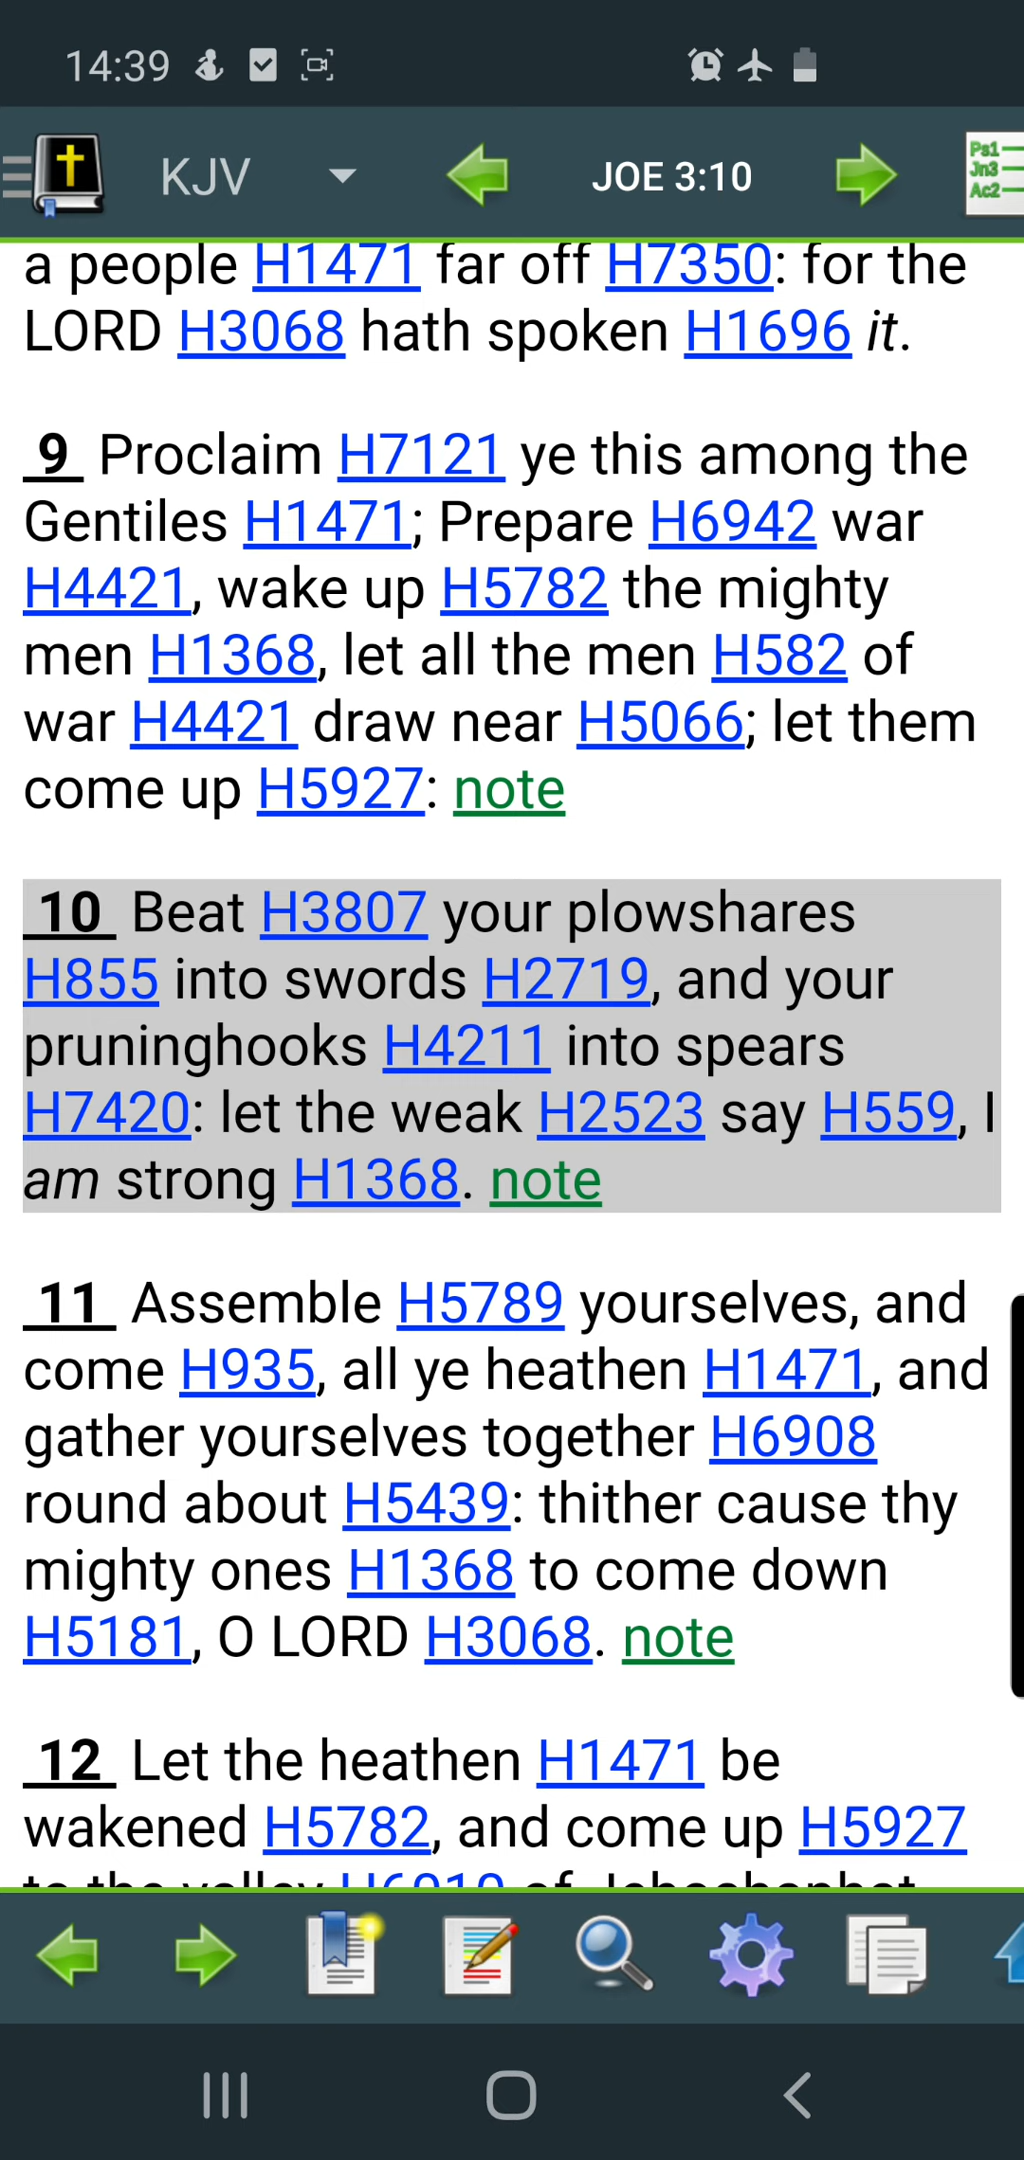 14:39
KJV
JOE 3:10
Ps1
Jn3
Ac2
a people H1471 far off H7350: for the
LORD H3068 hath spoken H1696 it.
9 Proclaim H7121 ye this among the
Gentiles H1471; Prepare H6942 war
H4421, wake up H5782 the mighty
men H1368, let all the men H582 of
war H4421 draw near H5066; let them
come up H5927: note
10 Beat H3807 your plowshares
H855 into swords H2719, and your
pruninghooks H4211 into spears
H7420: let the weak H2523 say H559, I
am strong H1368. note
11 Assemble H5789 yourselves, and
come H935, all ye heathen H1471, and
gather yourselves together H6908
round about H5439: thither cause thy
mighty ones H1368 to come down
H5181, O LORD H3068. note
12 Let the heathen H1471 be
wakened H5782, and come up H5927
to the valley H6010 of Jehoshaphat